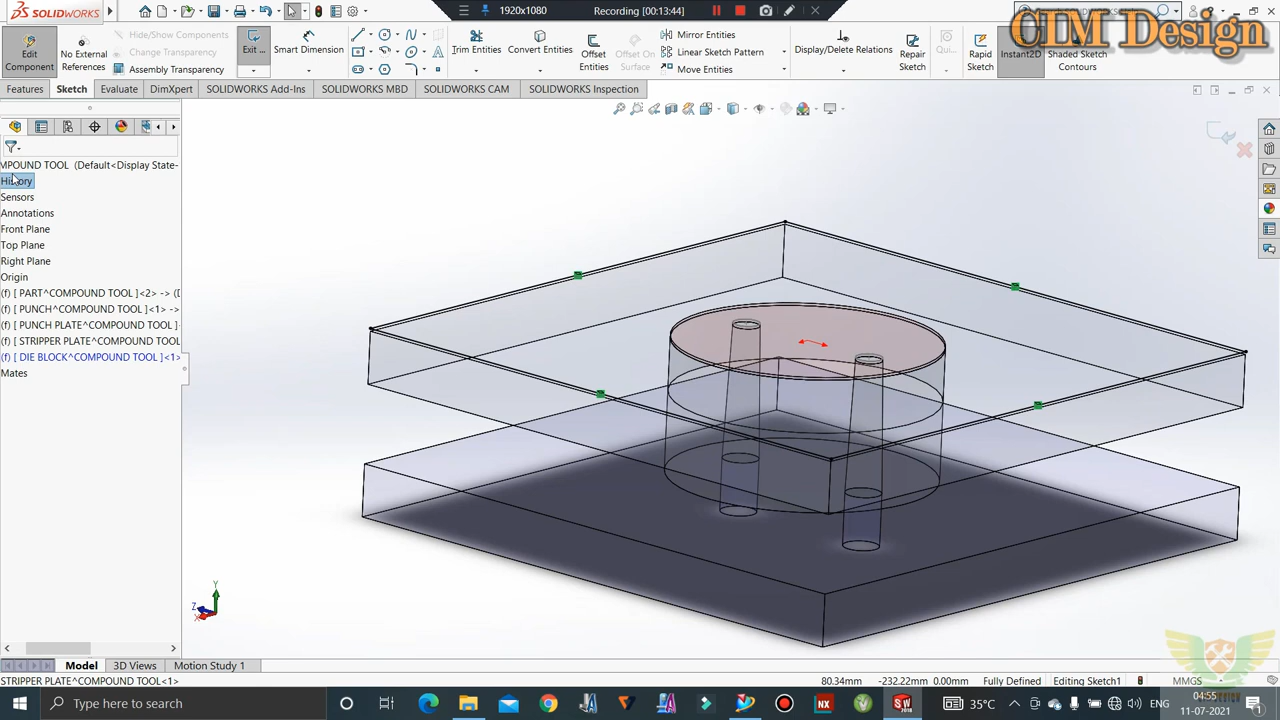 SOLIDWORKS
1920x1080
Recording [00:13:44]
CIM Design
Edit Component
No External References
Hide/Show Components
Change Transparency
Assembly Transparency
Exit ...
Smart Dimension
Trim Entities
Convert Entities
Offset Entities
Offset On Surface
Mirror Entities
Linear Sketch Pattern
Move Entities
Display/Delete Relations
Repair Sketch
Qui...
Rapid Sketch
Instant2D
Shaded Sketch Contours
Features
Sketch
Evaluate
DimXpert
SOLIDWORKS Add-Ins
SOLIDWORKS MBD
SOLIDWORKS CAM
SOLIDWORKS Inspection
MPOUND TOOL (Default<Display State-
History
Sensors
Annotations
Front Plane
Top Plane
Right Plane
Origin
(f) [ PART^COMPOUND TOOL ]<2> -> (D
(f) [ PUNCH^COMPOUND TOOL ]<1> ->
(f) [ PUNCH PLATE^COMPOUND TOOL ]
(f) [ STRIPPER PLATE^COMPOUND TOOL
(f) [ DIE BLOCK^COMPOUND TOOL ]<1>
Mates
Y
Z
X
Model
3D Views
Motion Study 1
STRIPPER PLATE^COMPOUND TOOL<1>
80.34mm
-232.22mm
0.00mm
Fully Defined
Editing Sketch1
MMGS
Type here to search
35°C
ENG
04:55
11-07-2021